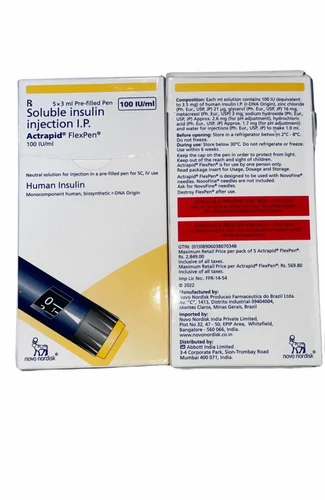 Rx
5×3 ml Pre-filled Pen
100 IU/ml
Soluble insulin
injection I.P.
Actrapid® FlexPen®
100 IU/ml
Neutral solution for injection in a pre-filled pen for SC, IV use
Human Insulin
Monocomponent human, biosynthetic r-DNA Origin
novo nordisk
Composition: Each ml solution contains 100 IU (equivalent
to 3.5 mg) of human insulin I.P. (r-DNA Origin), zinc chloride
(Ph. Eur., USP, JP) 21 µg, glycerol (Ph. Eur., USP, JP) 16 mg,
metacresol (Ph. Eur., USP, JP) 3 mg, sodium hydroxide (Ph.
Eur., USP, JP) Approx. 2.6 mg (for pH adjustment), hydrochloric
acid (Ph. Eur., USP, JP) Approx. 1.7 mg (for pH adjustment)
and water for injections (Ph. Eur., USP, JP) to make 1.0 ml.
Before opening: Store in a refrigerator between 2°C - 8°C.
Do not freeze.
During use: Store below 30°C. Do not refrigerate or freeze.
Use within 6 weeks.
Keep the cap on the pen in order to protect from light.
Keep out of the reach and sight of children.
Actrapid® FlexPen® is for use by one person only.
Read package insert for Usage, Dosage and Storage.
Actrapid® FlexPen® is designed to be used with NovoFine®
needles. NovoFine® needles are not included.
Ask for NovoFine® needles.
Destroy FlexPen® after use.
GTIN: (01)08906038070348
Maximum Retail Price per pack of 5 Actrapid® FlexPen®:
Rs. 2,849.00
Inclusive of all taxes.
Maximum Retail Price per Actrapid® FlexPen®: Rs. 569.80
Inclusive of all taxes.
Imp Lic No.: FFR-14-54
© 2022
Manufactured by:
Novo Nordisk Producao Farmaceutica do Brazil Ltda.
Av. "C", 1413, Distrito Industrial 39404004,
Montes Claros, Minas Gerais, Brazil
Imported by:
Novo Nordisk India Private Limited,
Plot No.32, 47 - 50, EPIP Area, Whitefield,
Bangalore - 560 066, India.
www.novonordisk.co.in
Distributed by:
Abbott India Limited
3-4 Corporate Park, Sion-Trombay Road
Mumbai 400 071, India
novo nordisk